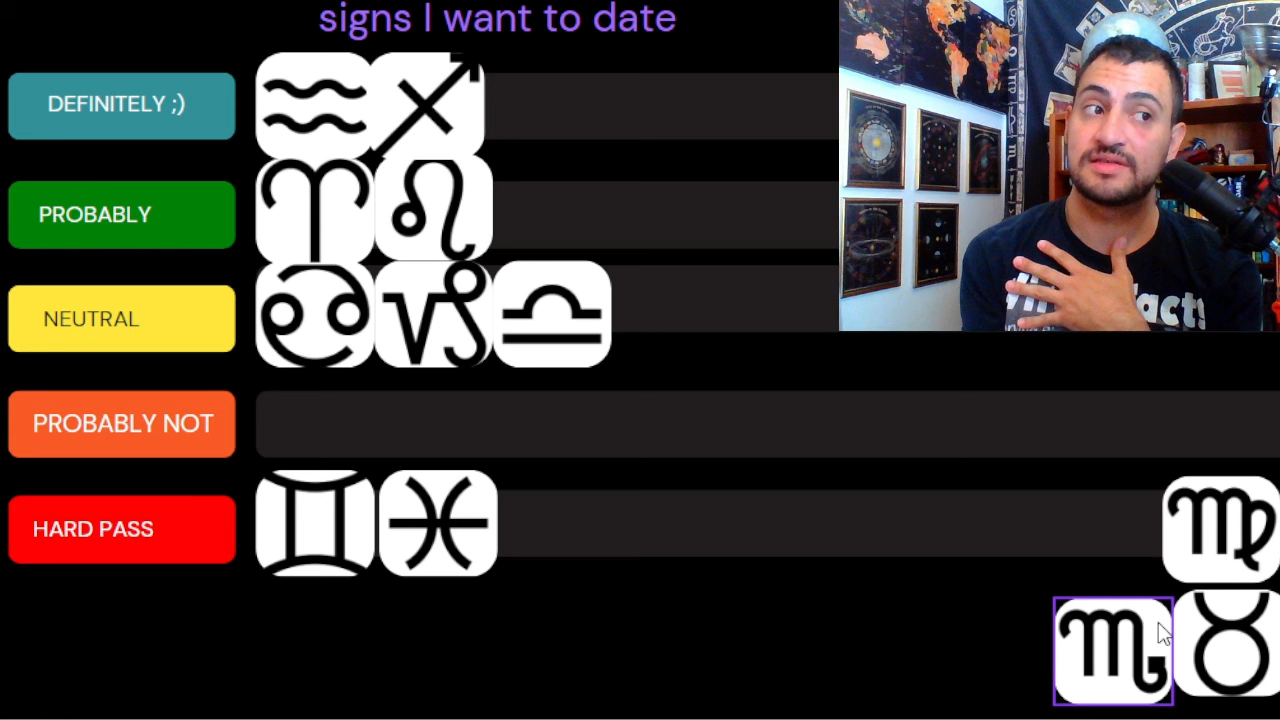 signs I want to date
DEFINITELY ;)
PROBABLY
NEUTRAL
PROBABLY NOT
HARD PASS